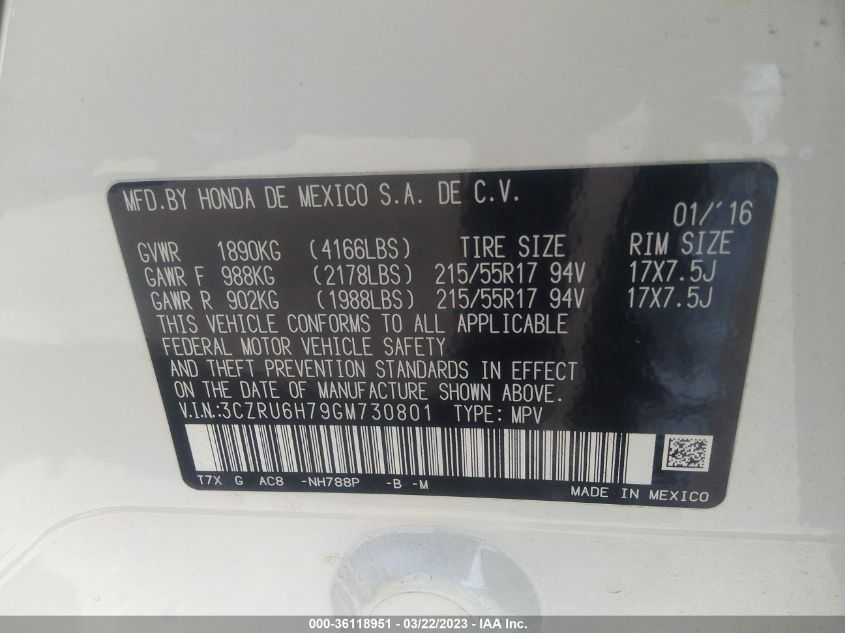 MFD.BY HONDA DE MEXICO S.A. DE C.V. 01/'16
GVWR 1890KG (4166LBS) TIRE SIZE RIM SIZE
GAWR F 988KG (2178LBS) 215/55R17 94V 17X7.5J
GAWR R 902KG (1988LBS) 215/55R17 94V 17X7.5J
THIS VEHICLE CONFORMS TO ALL APPLICABLE
FEDERAL MOTOR VEHICLE SAFETY
AND THEFT PREVENTION STANDARDS IN EFFECT
ON THE DATE OF MANUFACTURE SHOWN ABOVE.
V.I.N:3CZRU6H79GM730801 TYPE: MPV
T7X G AC8 -NH788P -B -M
MADE IN MEXICO
000-36118951 - 03/22/2023 - IAA Inc.